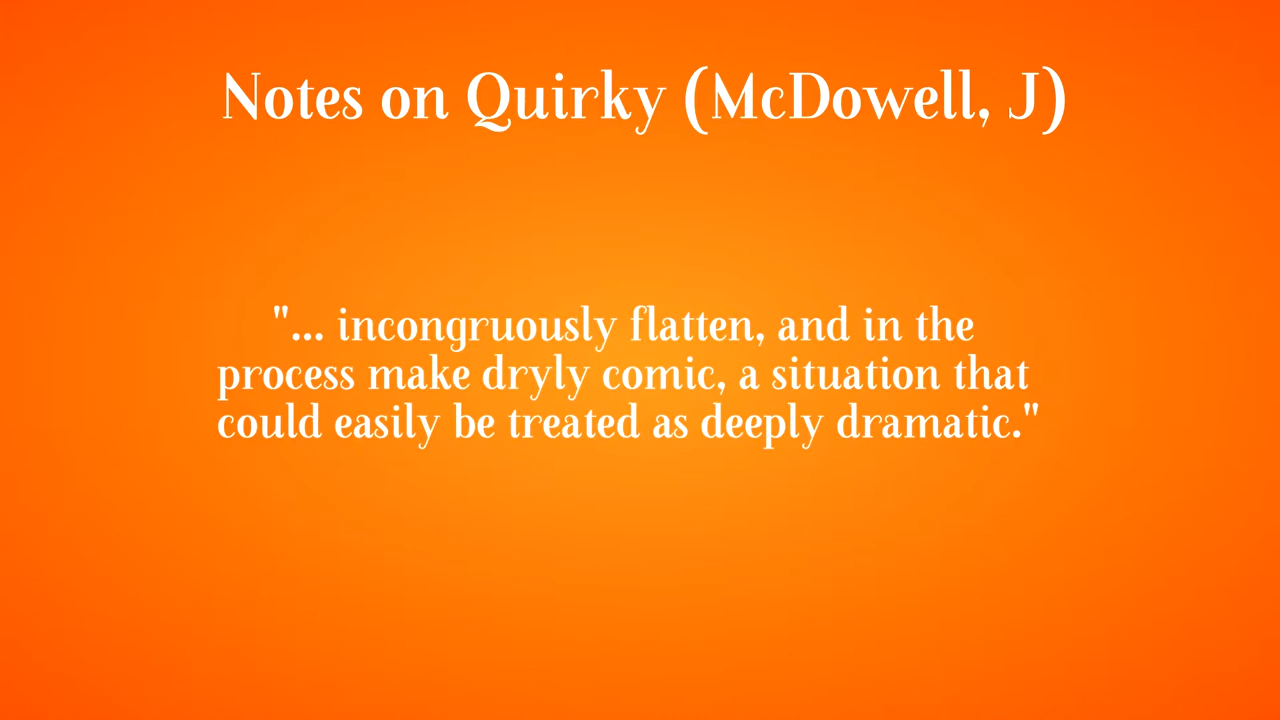 Notes on Quirky (McDowell, J)
"... incongruously flatten, and in the
process make dryly comic, a situation that
could easily be treated as deeply dramatic."